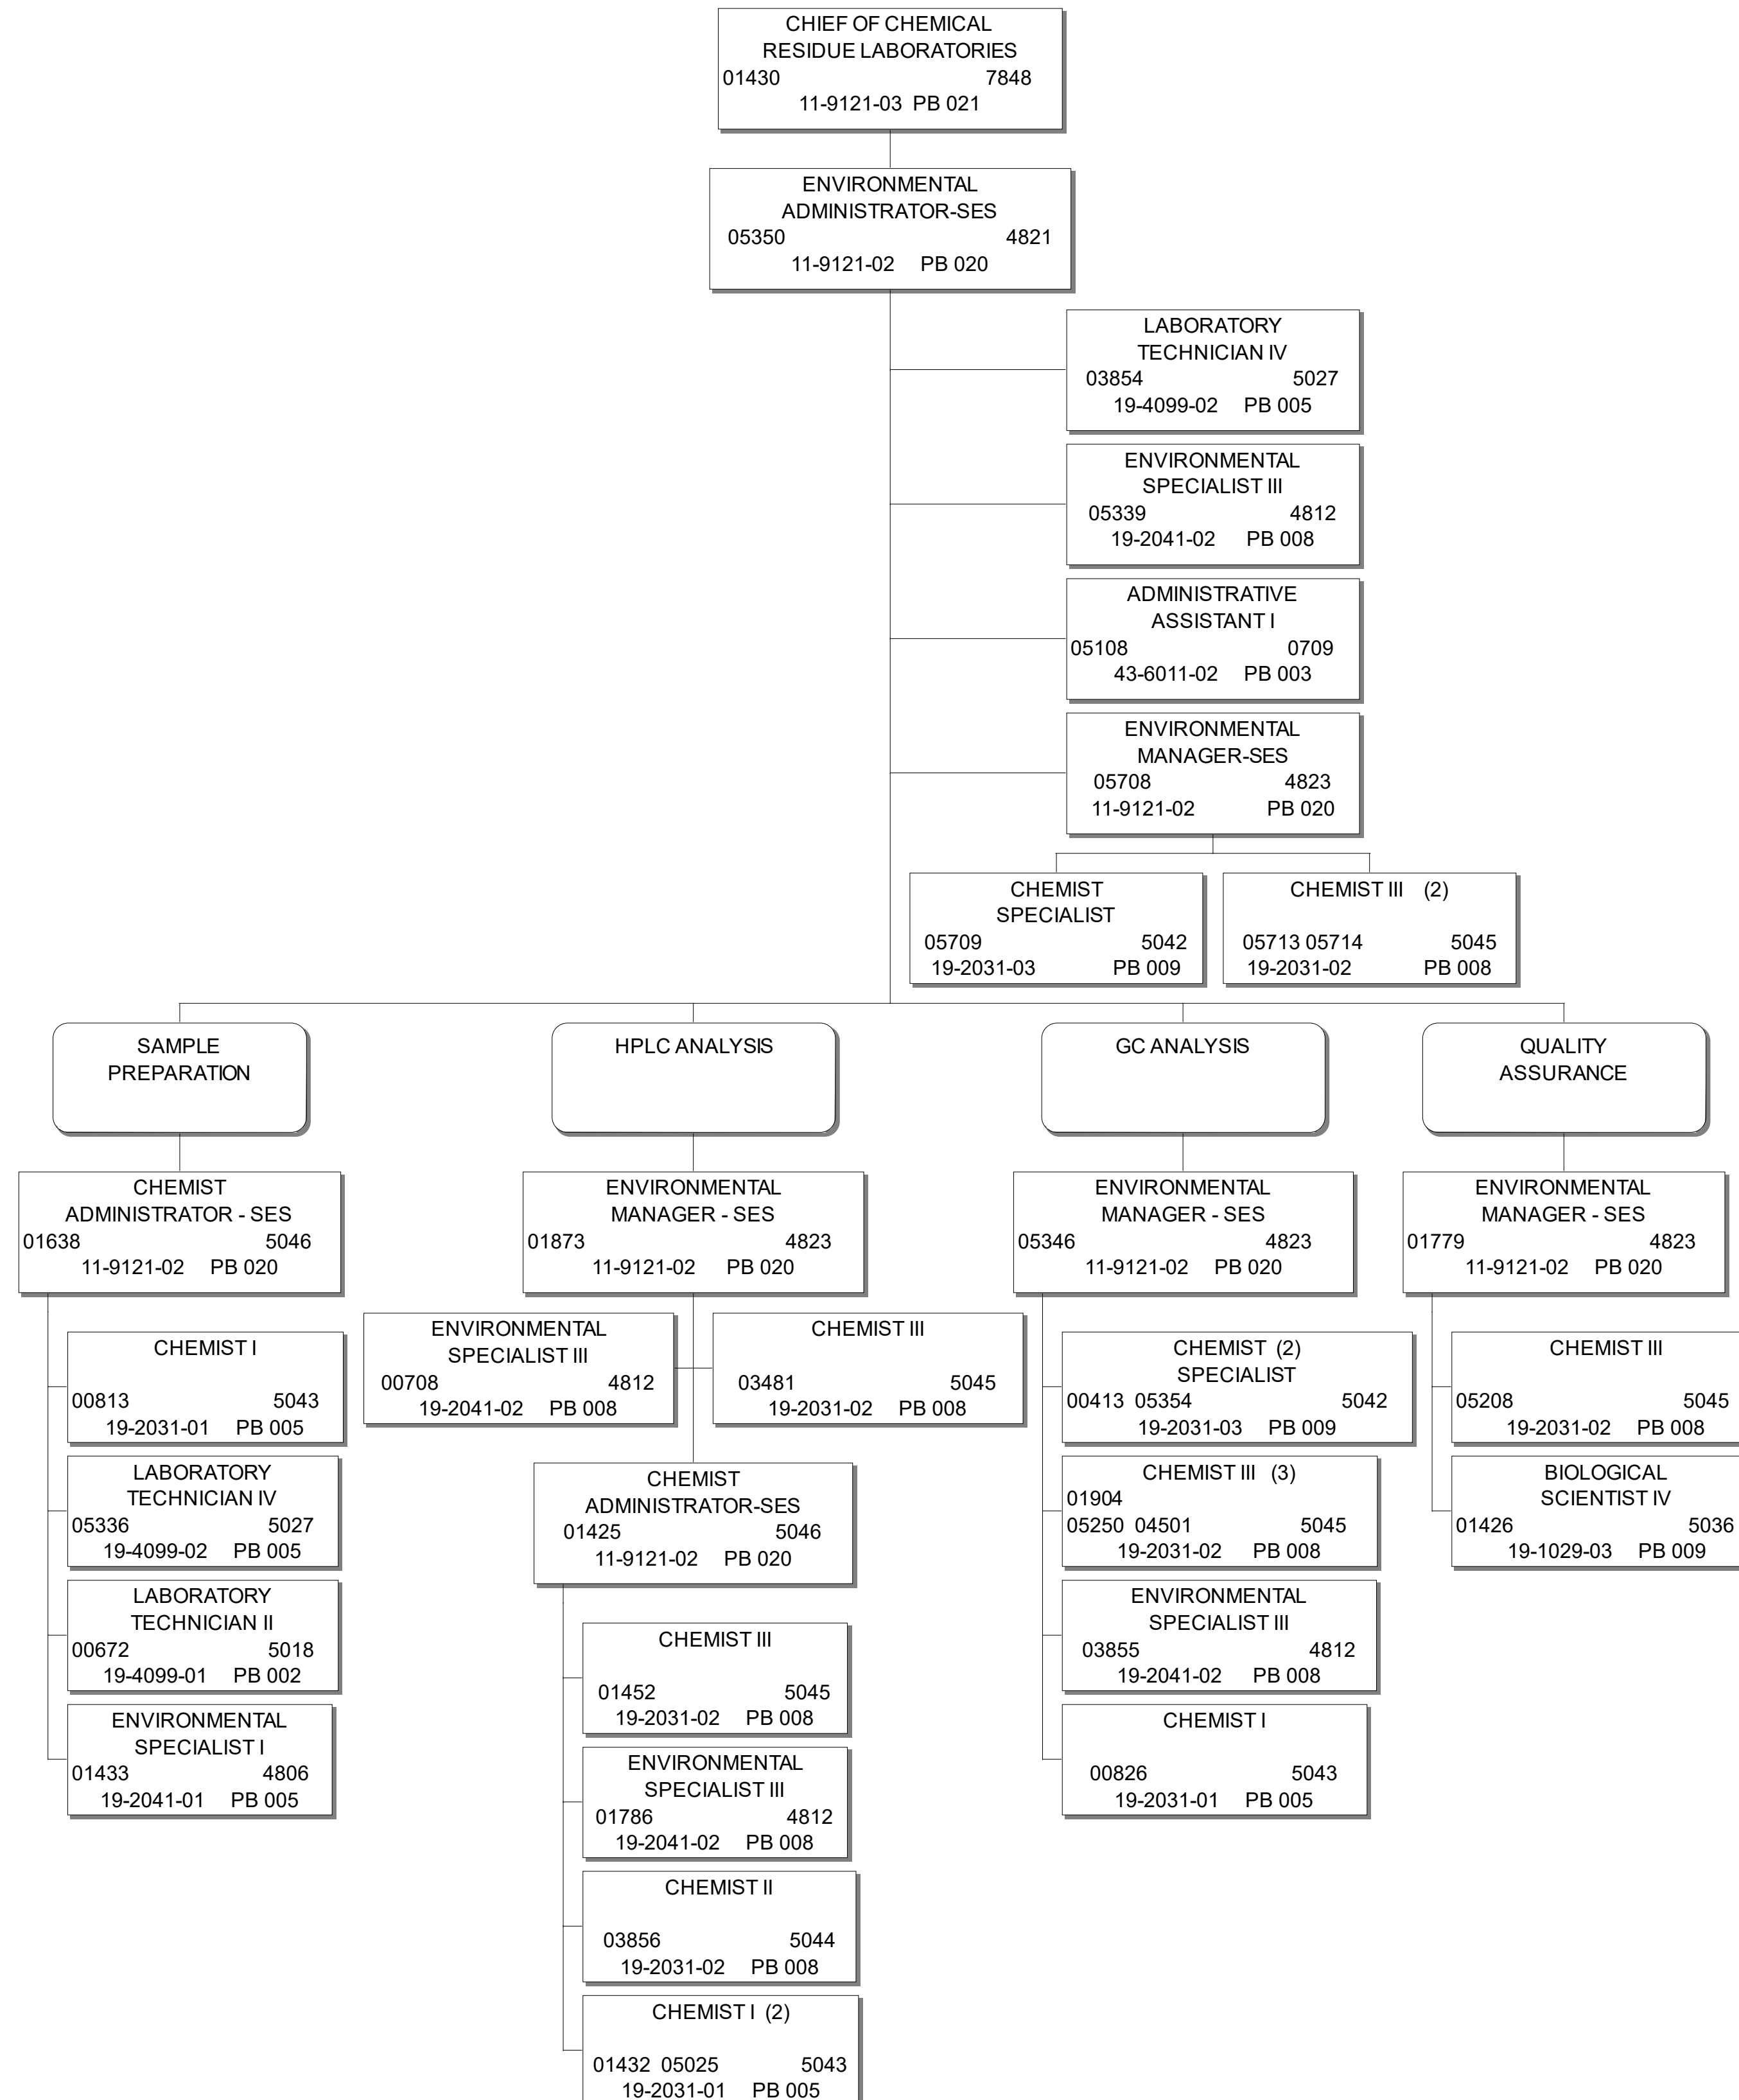 CHIEF OF CHEMICAL
RESIDUE LABORATORIES
01430 7848
11-9121-03 PB 021
ENVIRONMENTAL
ADMINISTRATOR-SES
05350 4821
11-9121-02 PB 020
LABORATORY
TECHNICIAN IV
03854 5027
19-4099-02 PB 005
ENVIRONMENTAL
SPECIALIST III
05339 4812
19-2041-02 PB 008
ADMINISTRATIVE
ASSISTANT I
05108 0709
43-6011-02 PB 003
ENVIRONMENTAL
MANAGER-SES
05708 4823
11-9121-02 PB 020
CHEMIST
SPECIALIST
05709 5042
19-2031-03 PB 009
CHEMIST III (2)
05713 05714 5045
19-2031-02 PB 008
SAMPLE
PREPARATION
CHEMIST
ADMINISTRATOR - SES
01638 5046
11-9121-02 PB 020
CHEMIST I
00813 5043
19-2031-01 PB 005
LABORATORY
TECHNICIAN IV
05336 5027
19-4099-02 PB 005
LABORATORY
TECHNICIAN II
00672 5018
19-4099-01 PB 002
ENVIRONMENTAL
SPECIALIST I
01433 4806
19-2041-01 PB 005
HPLC ANALYSIS
ENVIRONMENTAL
MANAGER - SES
01873 4823
11-9121-02 PB 020
ENVIRONMENTAL
SPECIALIST III
00708 4812
19-2041-02 PB 008
CHEMIST III
03481 5045
19-2031-02 PB 008
CHEMIST
ADMINISTRATOR-SES
01425 5046
11-9121-02 PB 020
CHEMIST III
01452 5045
19-2031-02 PB 008
ENVIRONMENTAL
SPECIALIST III
01786 4812
19-2041-02 PB 008
CHEMIST II
03856 5044
19-2031-02 PB 008
CHEMIST I (2)
01432 05025 5043
19-2031-01 PB 005
GC ANALYSIS
ENVIRONMENTAL
MANAGER - SES
05346 4823
11-9121-02 PB 020
CHEMIST (2)
SPECIALIST
00413 05354 5042
19-2031-03 PB 009
CHEMIST III (3)
01904
05250 04501 5045
19-2031-02 PB 008
ENVIRONMENTAL
SPECIALIST III
03855 4812
19-2041-02 PB 008
CHEMIST I
00826 5043
19-2031-01 PB 005
QUALITY
ASSURANCE
ENVIRONMENTAL
MANAGER - SES
01779 4823
11-9121-02 PB 020
CHEMIST III
05208 5045
19-2031-02 PB 008
BIOLOGICAL
SCIENTIST IV
01426 5036
19-1029-03 PB 009